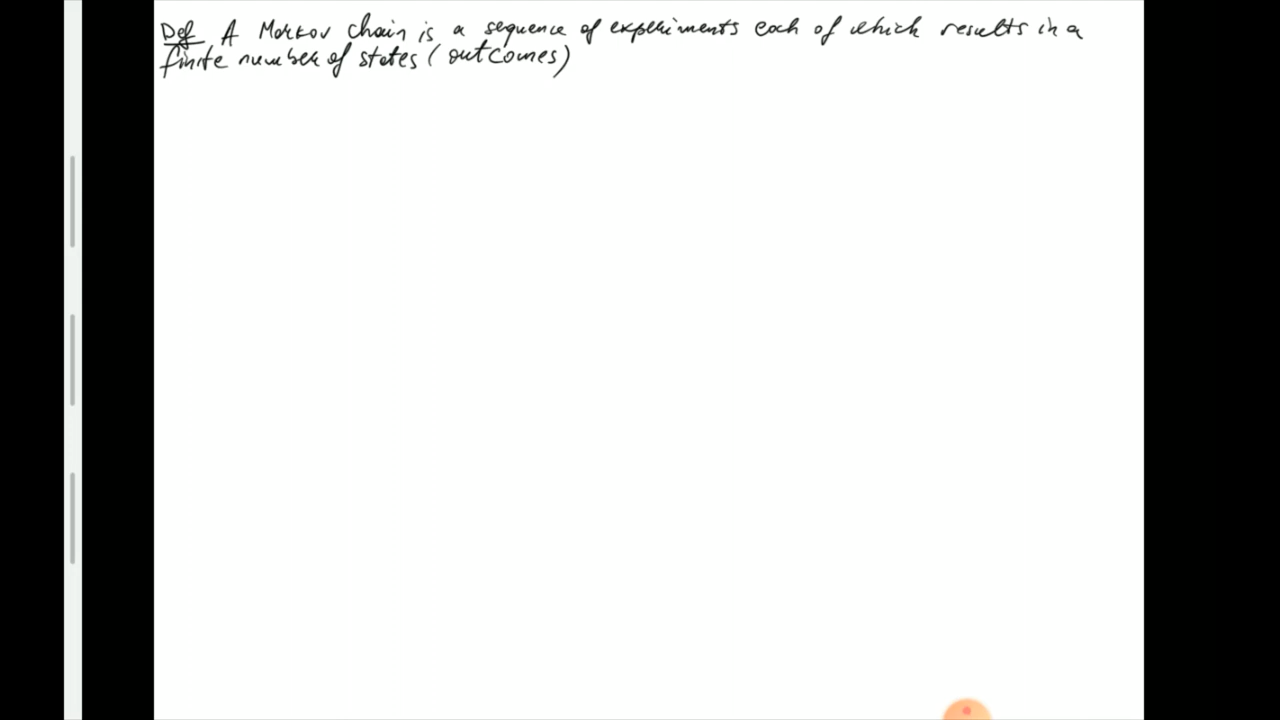 Def A Markov chain is a sequence of experiments each of which results in a
finite number of states (outcomes)